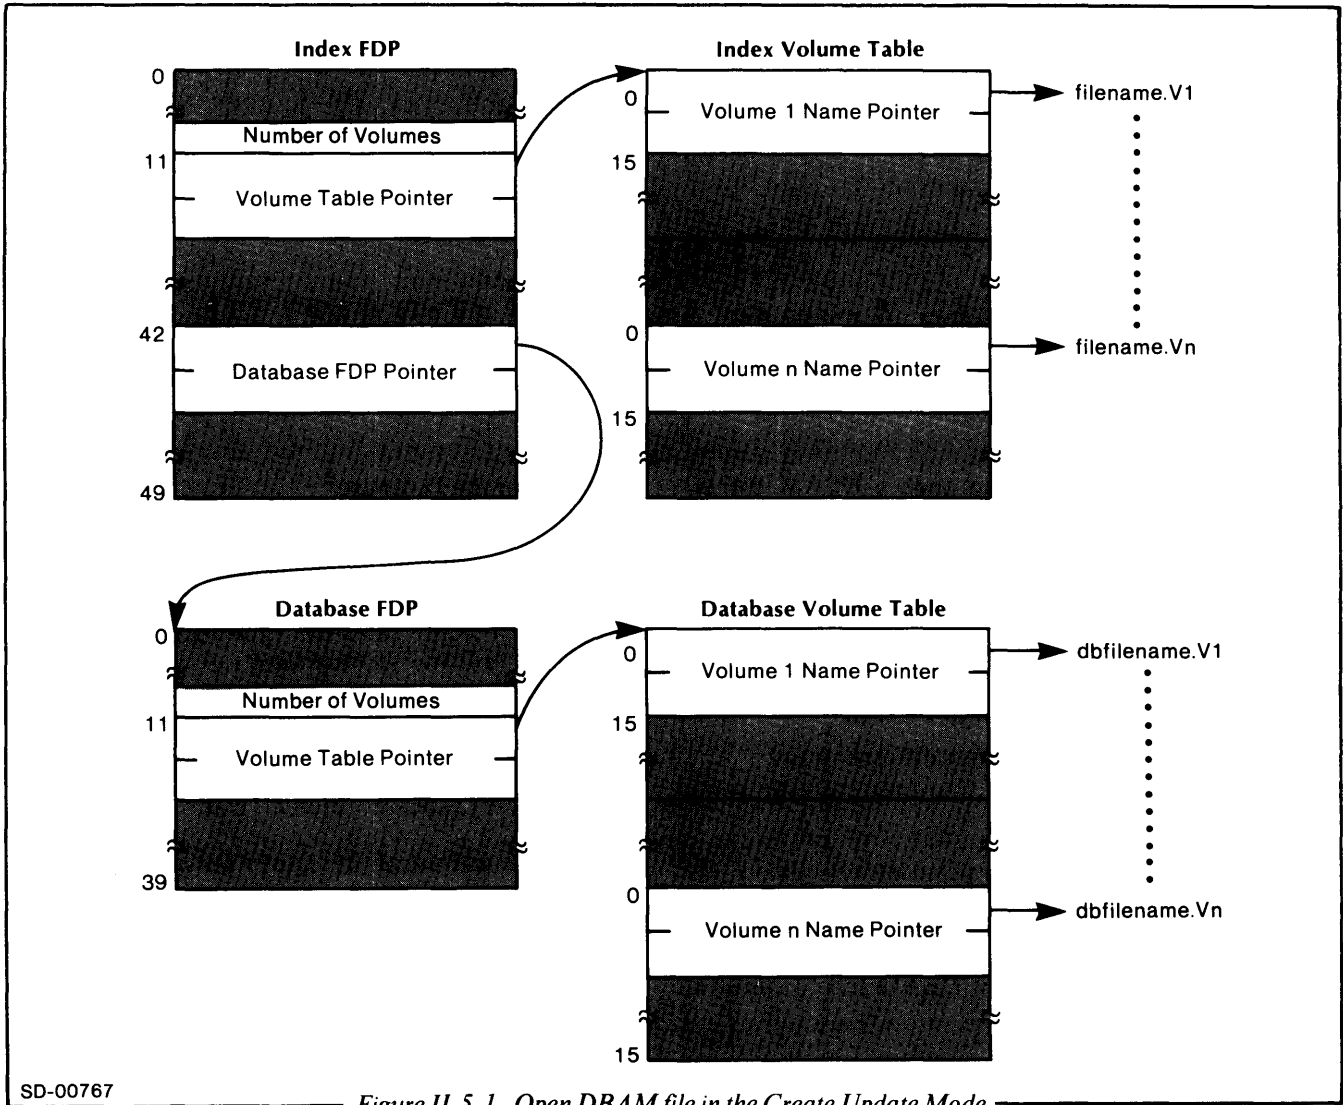 Index FDP
0
Number of Volumes
11
Volume Table Pointer
42
Database FDP Pointer
49
Index Volume Table
0
Volume 1 Name Pointer
15
0
Volume n Name Pointer
15
filename.V1
filename.Vn
Database FDP
0
Number of Volumes
11
Volume Table Pointer
39
Database Volume Table
0
Volume 1 Name Pointer
15
0
Volume n Name Pointer
15
dbfilename.V1
dbfilename.Vn
SD-00767
Figure II-5-1. Open DBAM file in the Create Update Mode